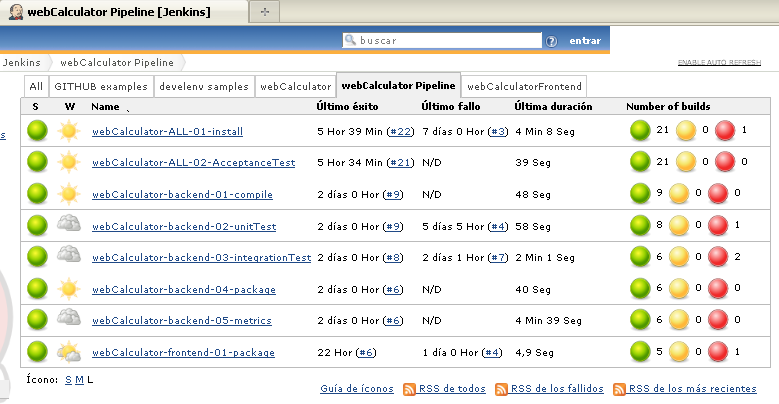 webCalculator Pipeline [Jenkins]
buscar
entrar
Jenkins webCalculator Pipeline ENABLE AUTO REFRESH
All GITHUB examples develenv samples webCalculator webCalculator Pipeline webCalculatorFrontend
S W Name Último éxito Último fallo Última duración Number of builds
webCalculator-ALL-01-install 5 Hor 39 Min (#22) 7 días 0 Hor (#3) 4 Min 8 Seg 21 0 1
webCalculator-ALL-02-AcceptanceTest 5 Hor 34 Min (#21) N/D 39 Seg 21 0 0
webCalculator-backend-01-compile 2 días 0 Hor (#9) N/D 48 Seg 9 0 0
webCalculator-backend-02-unitTest 2 días 0 Hor (#9) 5 días 5 Hor (#4) 58 Seg 8 0 1
webCalculator-backend-03-integrationTest 2 días 0 Hor (#8) 2 días 1 Hor (#7) 2 Min 1 Seg 6 0 2
webCalculator-backend-04-package 2 días 0 Hor (#6) N/D 40 Seg 6 0 0
webCalculator-backend-05-metrics 2 días 0 Hor (#6) N/D 4 Min 39 Seg 6 0 0
webCalculator-frontend-01-package 22 Hor (#6) 1 día 0 Hor (#4) 4,9 Seg 5 0 1
Ícono: S M L
Guía de íconos RSS de todos RSS de los fallidos RSS de los más recientes